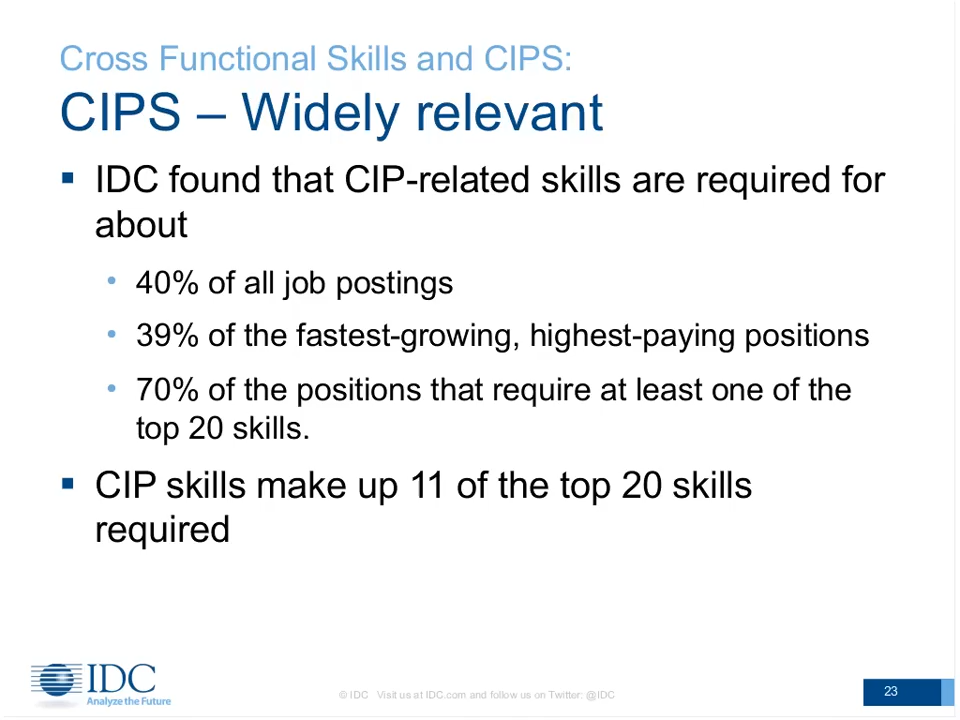 Cross Functional Skills and CIPS:
CIPS – Widely relevant
▪ IDC found that CIP-related skills are required for
about
• 40% of all job postings
• 39% of the fastest-growing, highest-paying positions
• 70% of the positions that require at least one of the
top 20 skills.
▪ CIP skills make up 11 of the top 20 skills
required
IDC
Analyze the Future
© IDC Visit us at IDC.com and follow us on Twitter: @IDC
23